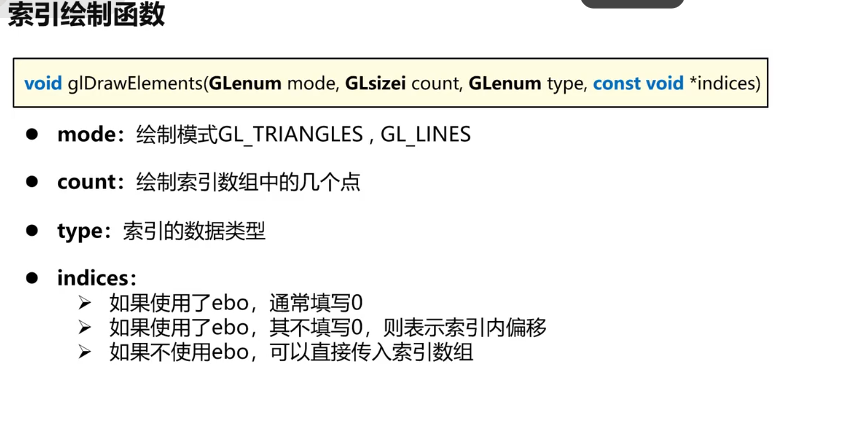 索引绘制函数
void glDrawElements(GLenum mode, GLsizei count, GLenum type, const void *indices)
● mode：绘制模式GL_TRIANGLES , GL_LINES
● count：绘制索引数组中的几个点
● type：索引的数据类型
● indices：
➢ 如果使用了ebo，通常填写0
➢ 如果使用了ebo，其不填写0，则表示索引内偏移
➢ 如果不使用ebo，可以直接传入索引数组